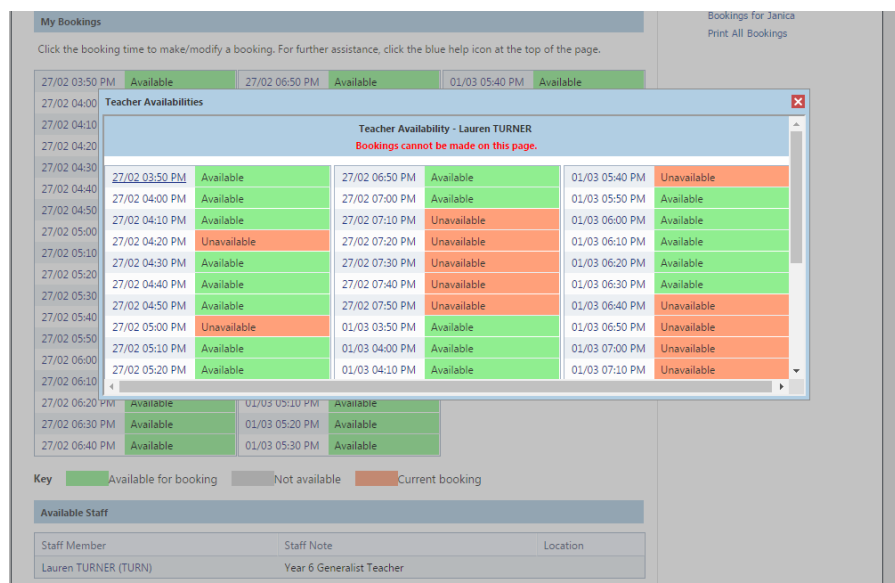 My Bookings
Bookings for Janica
Print All Bookings
Click the booking time to make/modify a booking. For further assistance, click the blue help icon at the top of the page.
27/02 03:50 PM Available 27/02 06:50 PM Available 01/03 05:40 PM Available
27/02 04:00
27/02 04:10
27/02 04:20
27/02 04:30
27/02 04:40
27/02 04:50
27/02 05:00
27/02 05:10
27/02 05:20
27/02 05:30
27/02 05:40
27/02 05:50
27/02 06:00
27/02 06:10
Teacher Availabilities
Teacher Availability - Lauren TURNER
Bookings cannot be made on this page.
27/02 03:50 PM Available 27/02 06:50 PM Available 01/03 05:40 PM Unavailable
27/02 04:00 PM Available 27/02 07:00 PM Available 01/03 05:50 PM Available
27/02 04:10 PM Available 27/02 07:10 PM Unavailable 01/03 06:00 PM Available
27/02 04:20 PM Unavailable 27/02 07:20 PM Unavailable 01/03 06:10 PM Available
27/02 04:30 PM Available 27/02 07:30 PM Unavailable 01/03 06:20 PM Available
27/02 04:40 PM Available 27/02 07:40 PM Unavailable 01/03 06:30 PM Available
27/02 04:50 PM Available 27/02 07:50 PM Unavailable 01/03 06:40 PM Unavailable
27/02 05:00 PM Unavailable 01/03 03:50 PM Available 01/03 06:50 PM Unavailable
27/02 05:10 PM Available 01/03 04:00 PM Available 01/03 07:00 PM Unavailable
27/02 05:20 PM Available 01/03 04:10 PM Available 01/03 07:10 PM Unavailable
27/02 06:20 PM Available 01/03 05:10 PM Available
27/02 06:30 PM Available 01/03 05:20 PM Available
27/02 06:40 PM Available 01/03 05:30 PM Available
Key Available for booking Not available Current booking
Available Staff
Staff Member Staff Note Location
Lauren TURNER (TURN) Year 6 Generalist Teacher